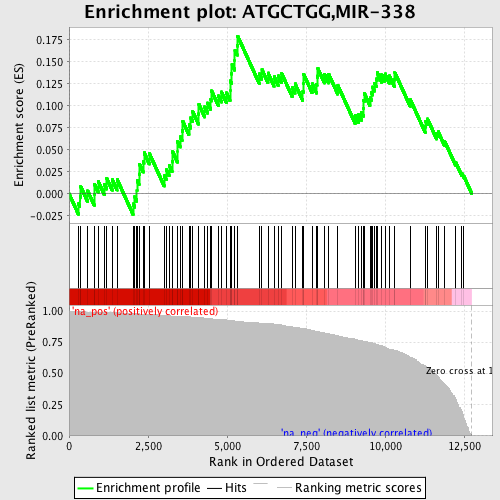 Enrichment plot: ATGCTGG,MIR-338
Enrichment score (ES)
0.175
0.150
0.125
0.100
0.075
0.050
0.025
0.000
-0.025
'na_pos' (positively correlated)
Ranked list metric (PreRanked)
1.00
0.75
0.50
0.25
0.00
Zero cross at 1
'na_neg' (negatively correlated)
0
2,500
5,000
7,500
10,000
12,500
Rank in Ordered Dataset
Enrichment profile
Hits
Ranking metric scores